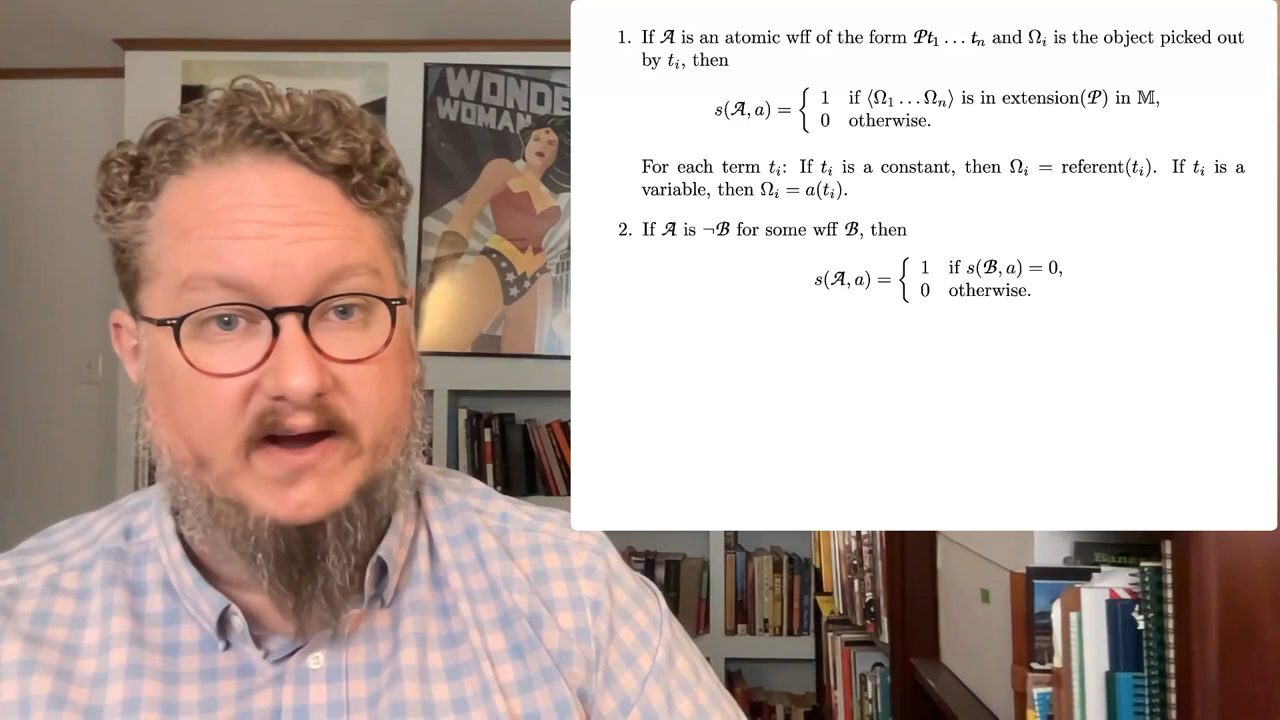 WONDE
WOMAN
1. If 𝒜 is an atomic wff of the form 𝒫t₁ … tₙ and Ωᵢ is the object picked out
by tᵢ, then
s(𝒜, a) = { 1 if ⟨Ω₁ … Ωₙ⟩ is in extension(𝒫) in 𝕄,
0 otherwise.
For each term tᵢ: If tᵢ is a constant, then Ωᵢ = referent(tᵢ). If tᵢ is a
variable, then Ωᵢ = a(tᵢ).
2. If 𝒜 is ¬ℬ for some wff ℬ, then
s(𝒜, a) = { 1 if s(ℬ, a) = 0,
0 otherwise.